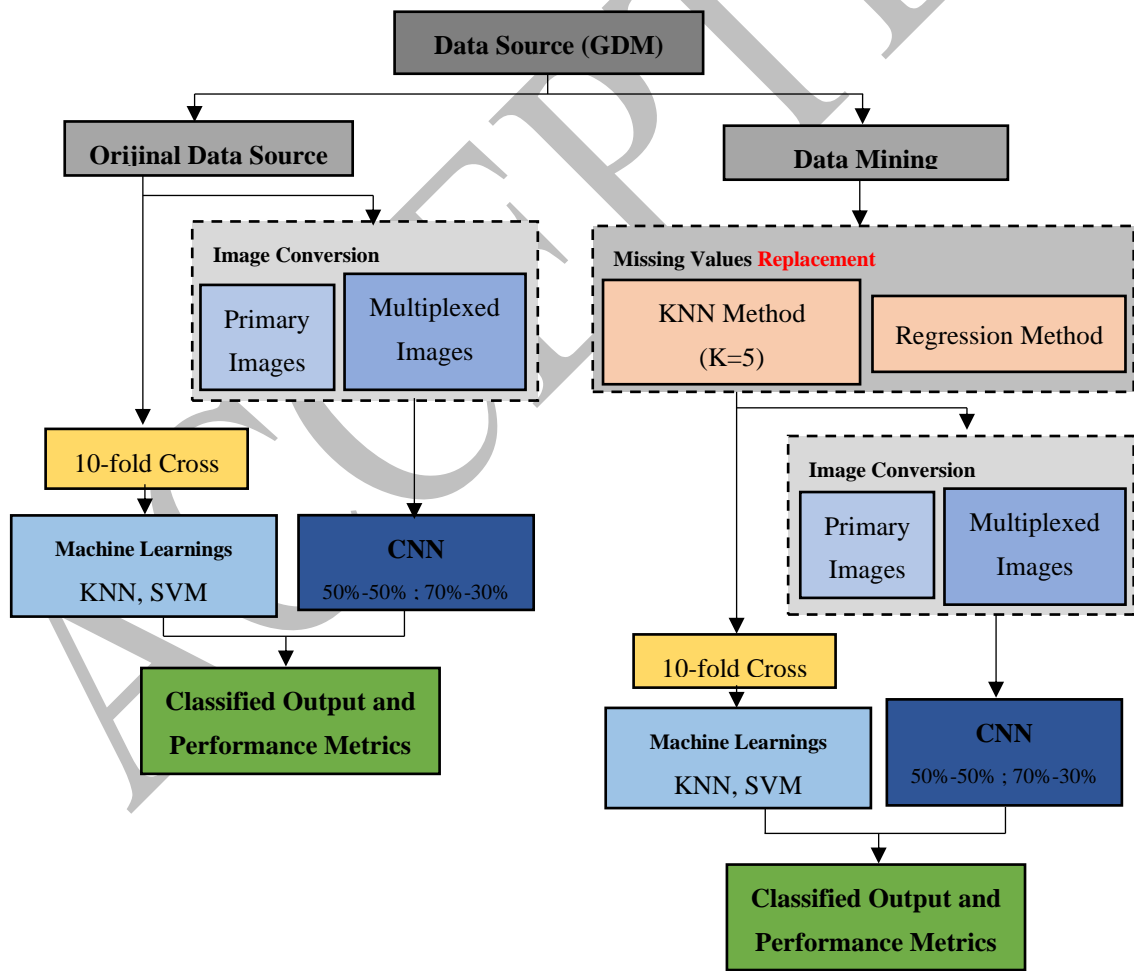 Data Source (GDM)
Orijinal Data Source
Data Mining
Image Conversion
Primary
Images
Multiplexed
Images
Missing Values Replacement
KNN Method
(K=5)
Regression Method
10-fold Cross
Machine Learnings
KNN, SVM
CNN
50%-50% ; 70%-30%
Classified Output and
Performance Metrics
Image Conversion
Primary
Images
Multiplexed
Images
10-fold Cross
Machine Learnings
KNN, SVM
CNN
50%-50% ; 70%-30%
Classified Output and
Performance Metrics